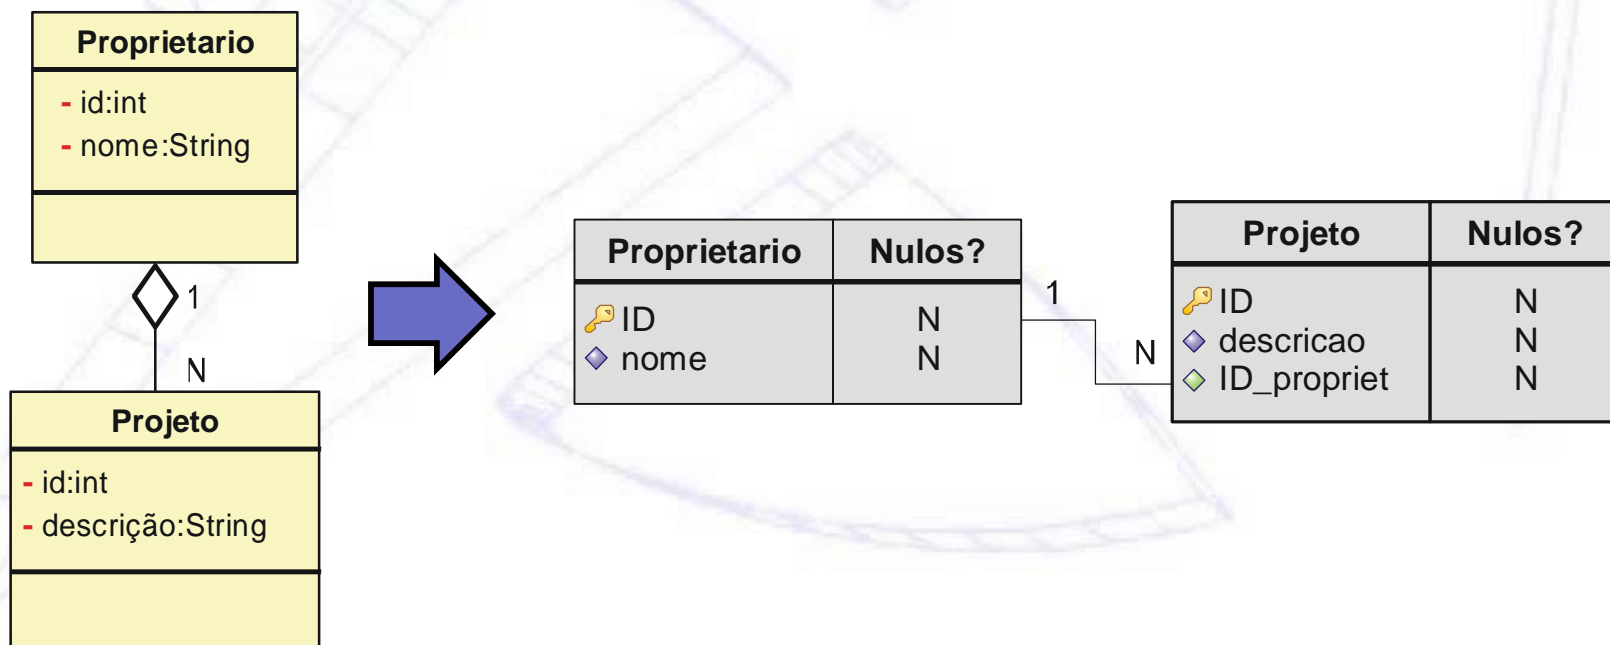 Proprietario
- id:int
- nome:String
1
N
Projeto
- id:int
- descrição:String
Proprietario Nulos?
ID N
nome N
1
N
Projeto Nulos?
ID N
descricao N
ID_propriet N